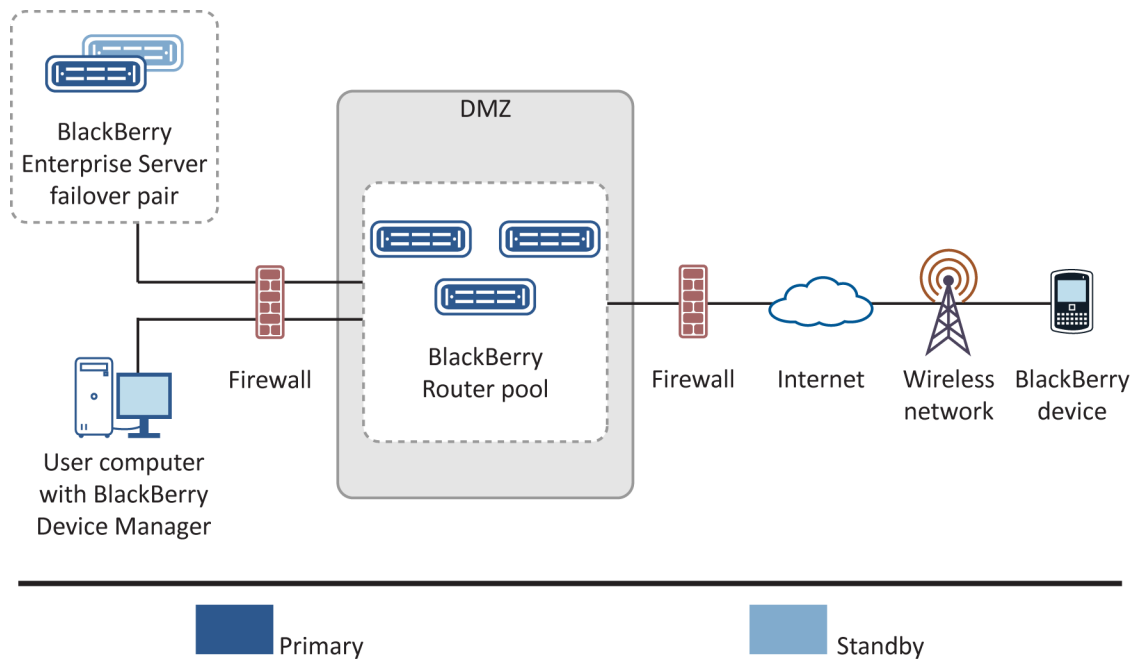 DMZ
BlackBerry
Enterprise Server
failover pair
BlackBerry
Router pool
Firewall
Firewall
Internet
Wireless
network
BlackBerry
device
User computer
with BlackBerry
Device Manager
Primary
Standby